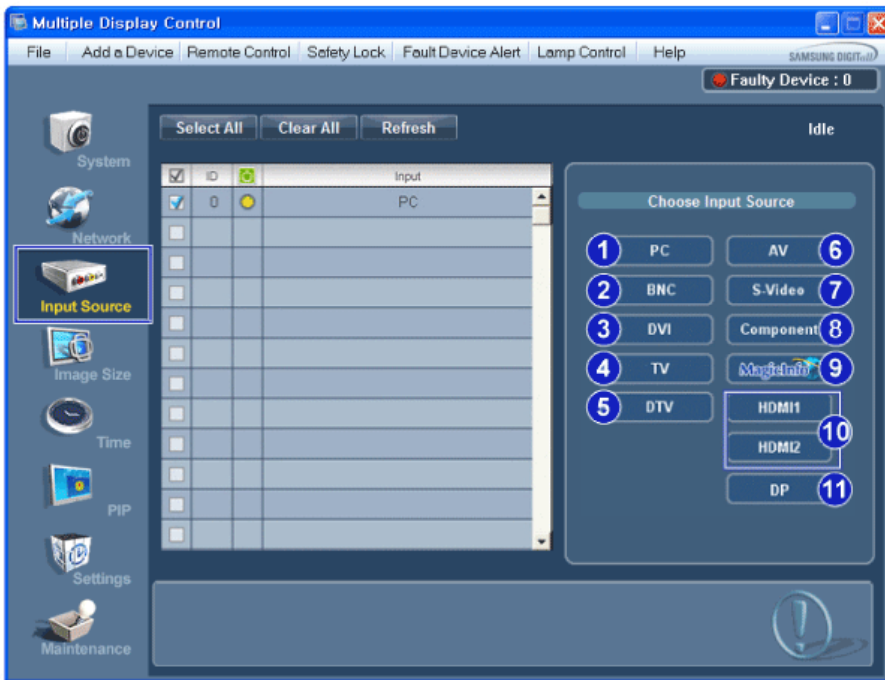 Multiple Display Control
File Add a Device Remote Control Safety Lock Fault Device Alert Lamp Control Help SAMSUNG DIGITall
Faulty Device : 0
Select All Clear All Refresh Idle
System
ID Input
0 PC
Network
Input Source
Image Size
Time
PIP
Settings
Maintenance
Choose Input Source
1 PC AV 6
2 BNC S-Video 7
3 DVI Component 8
4 TV MagicInfo 9
5 DTV HDMI1
10
HDMI2
DP 11